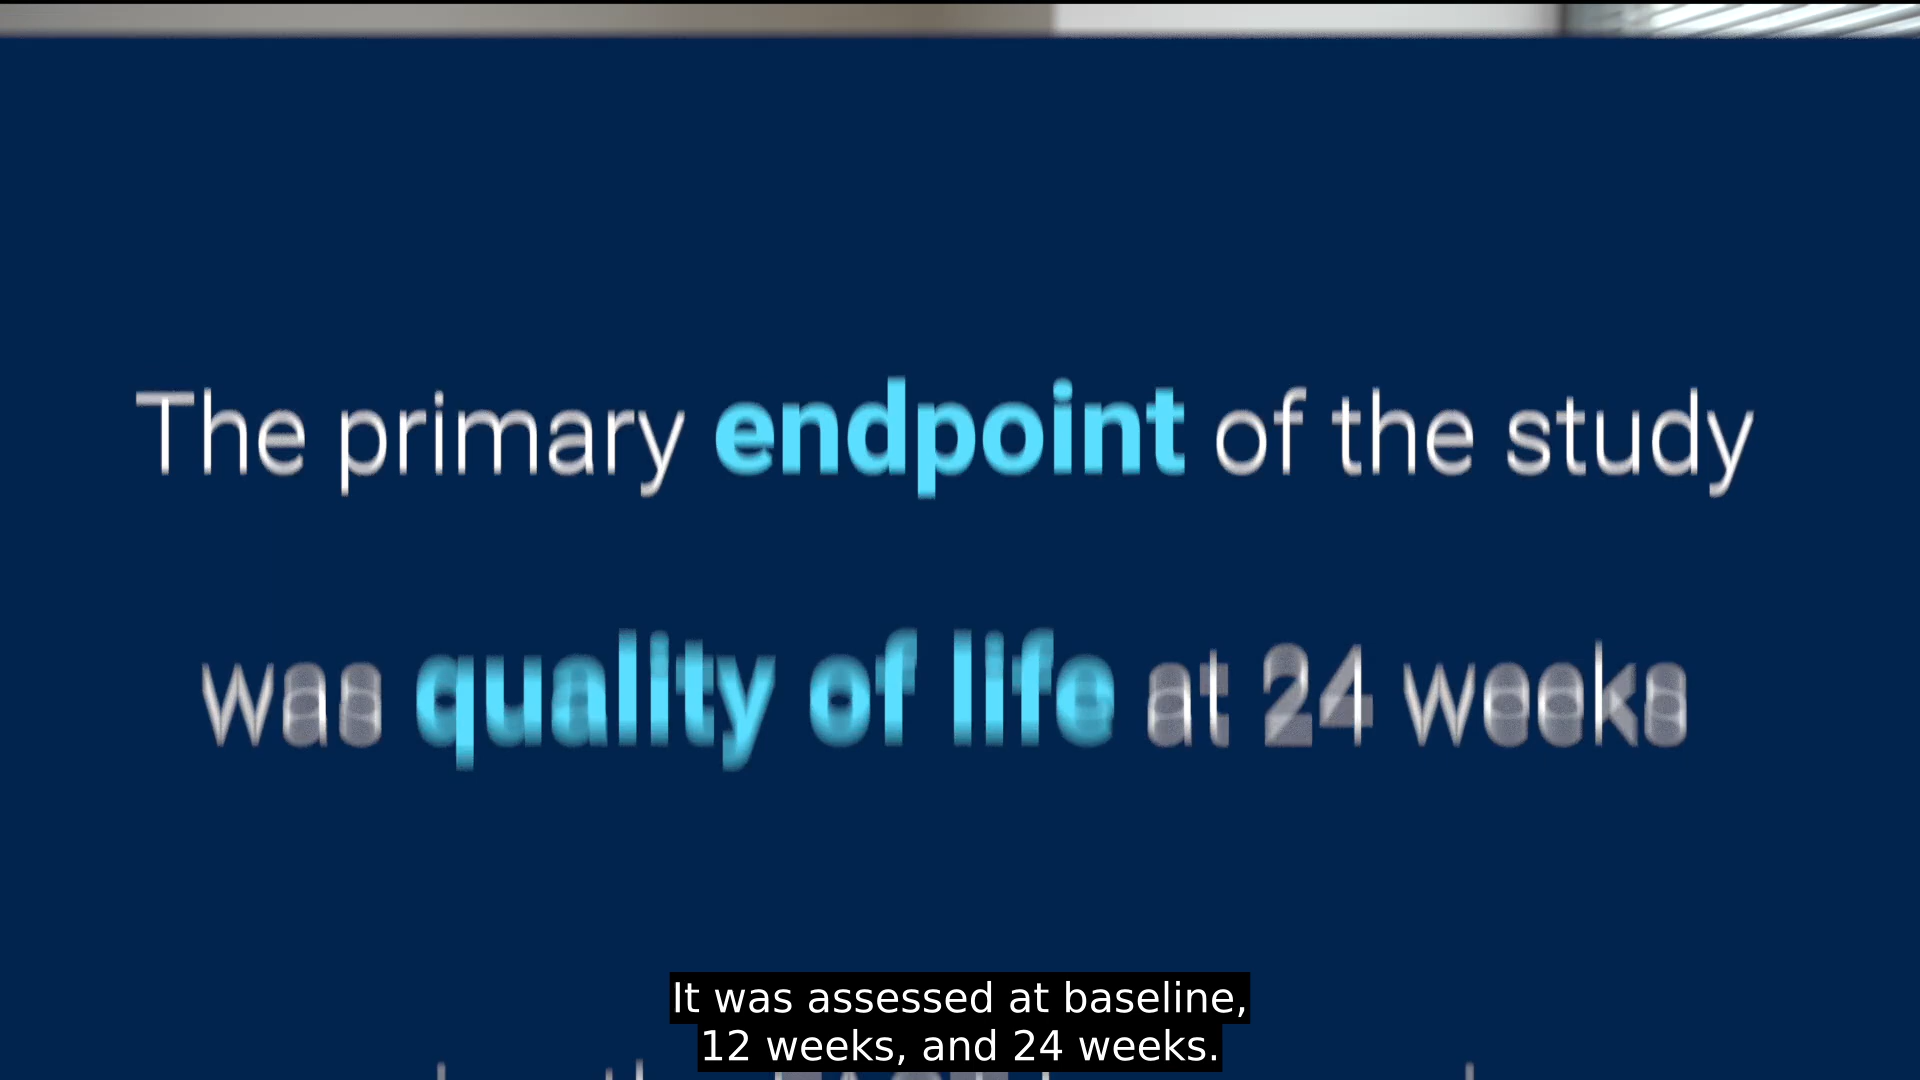 The primary endpoint of the study
was quality of life at 24 weeks
It was assessed at baseline,
12 weeks, and 24 weeks.